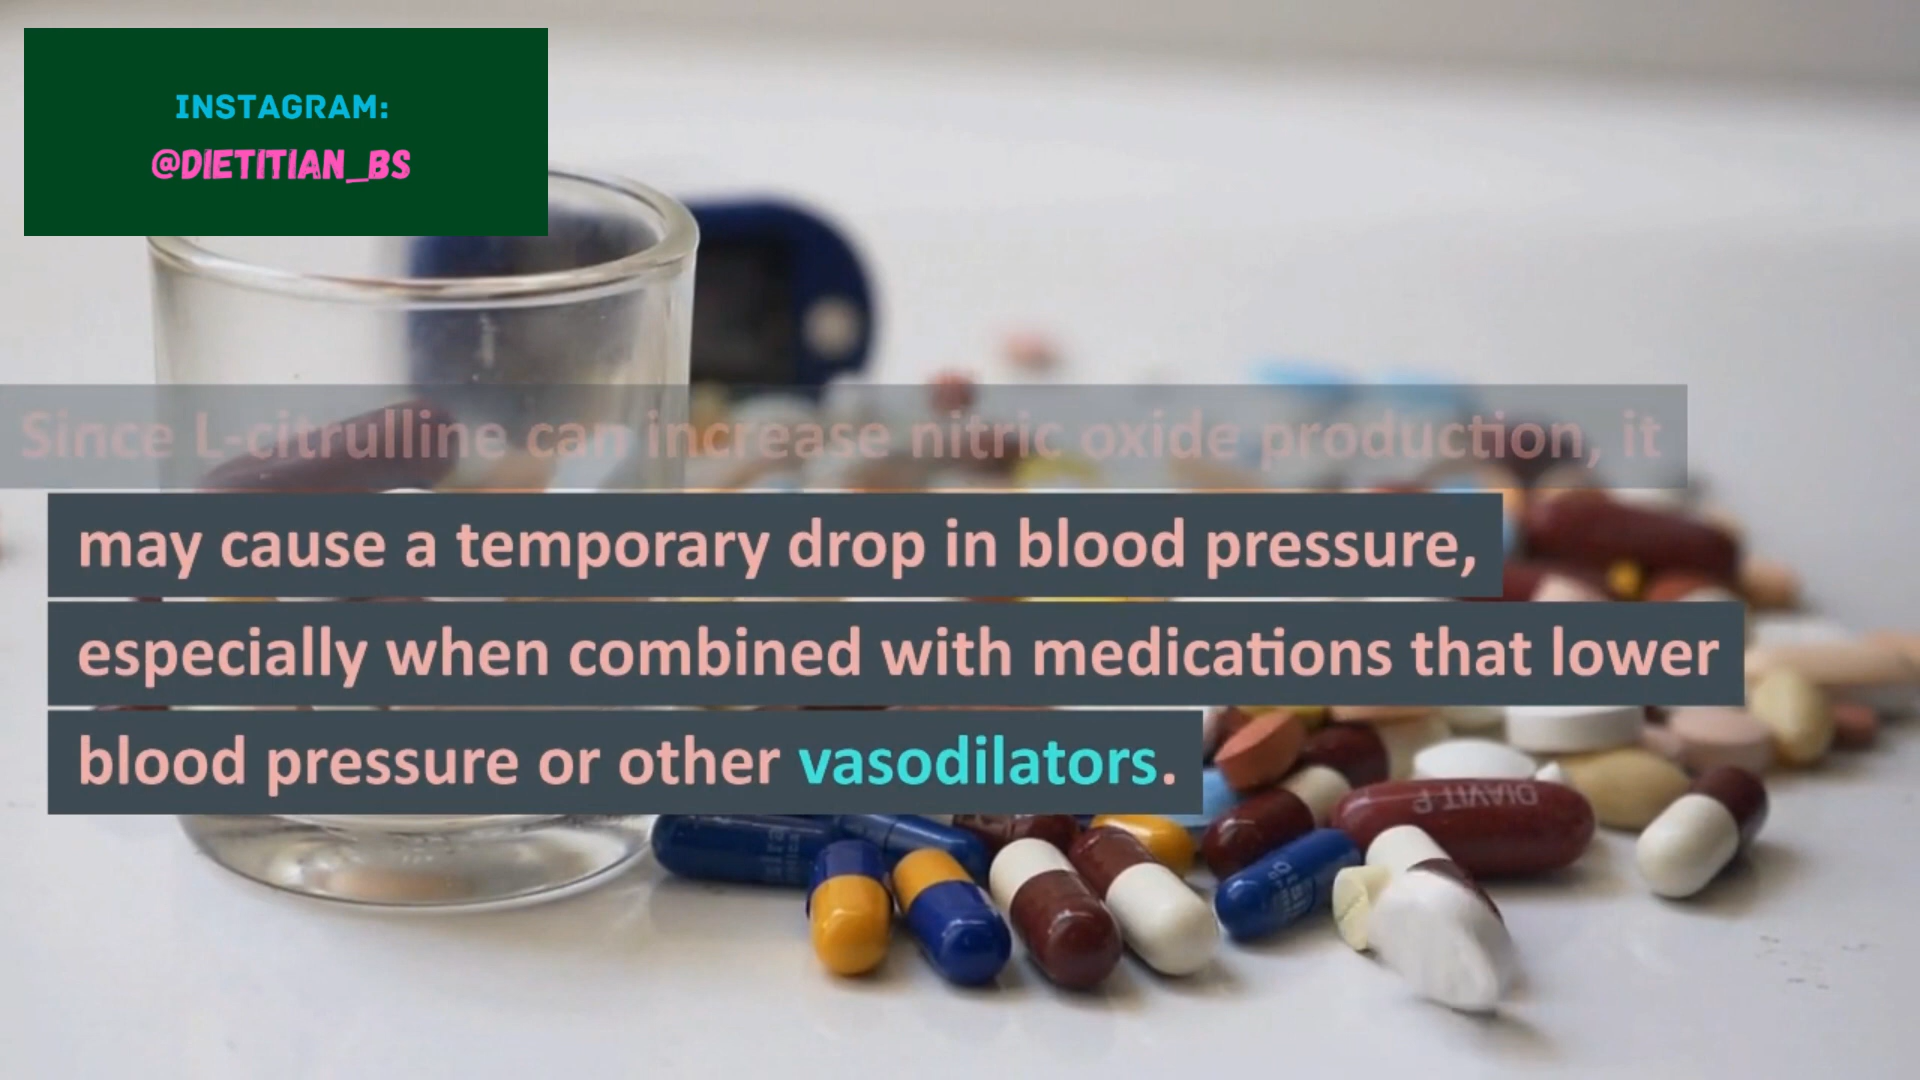 INSTAGRAM:
@DIETITIAN_BS
Since L-citrulline can increase nitric oxide production, it
may cause a temporary drop in blood pressure,
especially when combined with medications that lower
blood pressure or other vasodilators.
DIAVIT P